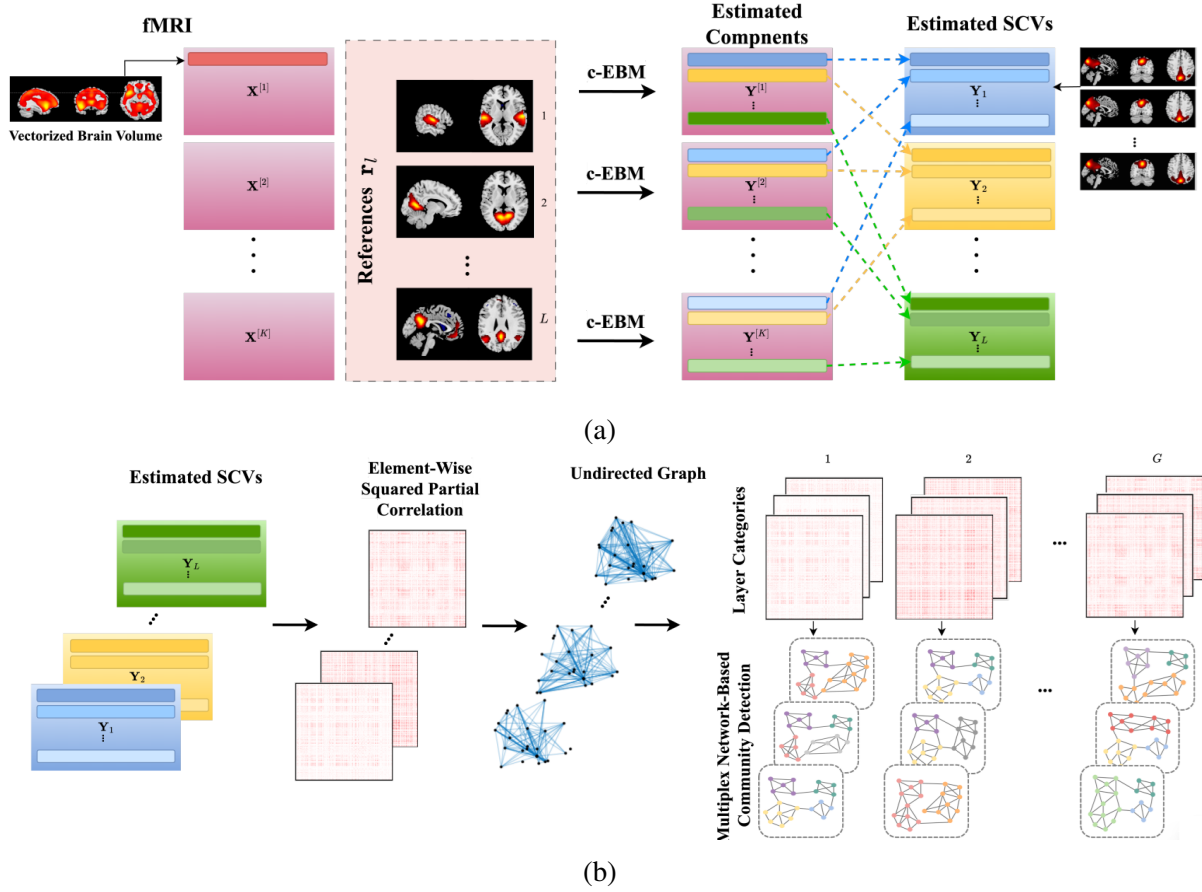 fMRI
Vectorized Brain Volume
X^[1]
X^[2]
X^[K]
References r_l
1
2
L
c-EBM
c-EBM
c-EBM
Estimated
Compnents
Y^[1]
Y^[2]
Y^[K]
Estimated SCVs
Y_1
Y_2
Y_L
(a)
Estimated SCVs
Y_L
Y_2
Y_1
Element-Wise
Squared Partial
Correlation
Undirected Graph
Layer Categories
1
2
G
Multiplex Network-Based
Community Detection
(b)